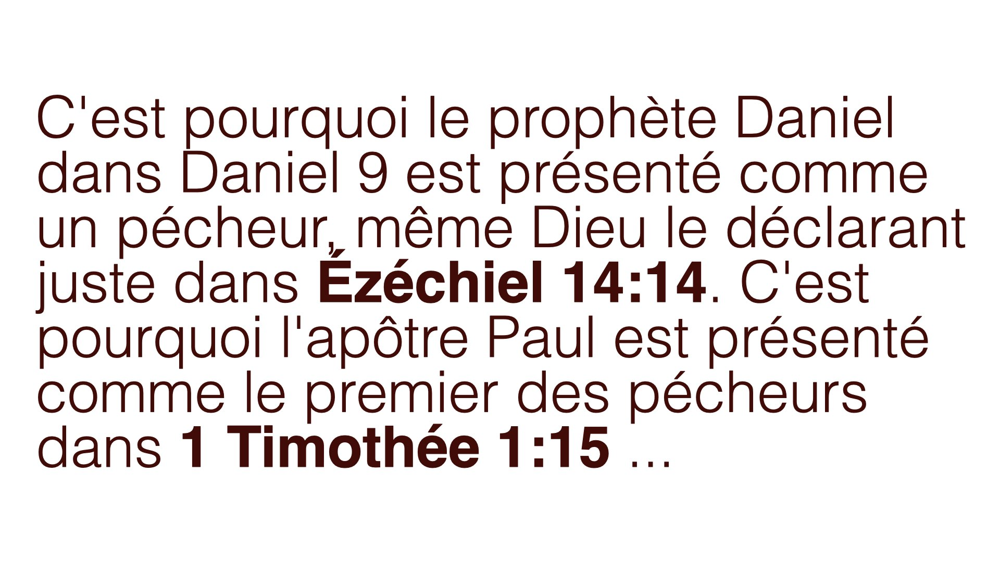 C'est pourquoi le prophète Daniel
dans Daniel 9 est présenté comme
un pécheur, même Dieu le déclarant
juste dans Ézéchiel 14:14. C'est
pourquoi l'apôtre Paul est présenté
comme le premier des pécheurs
dans 1 Timothée 1:15 ...